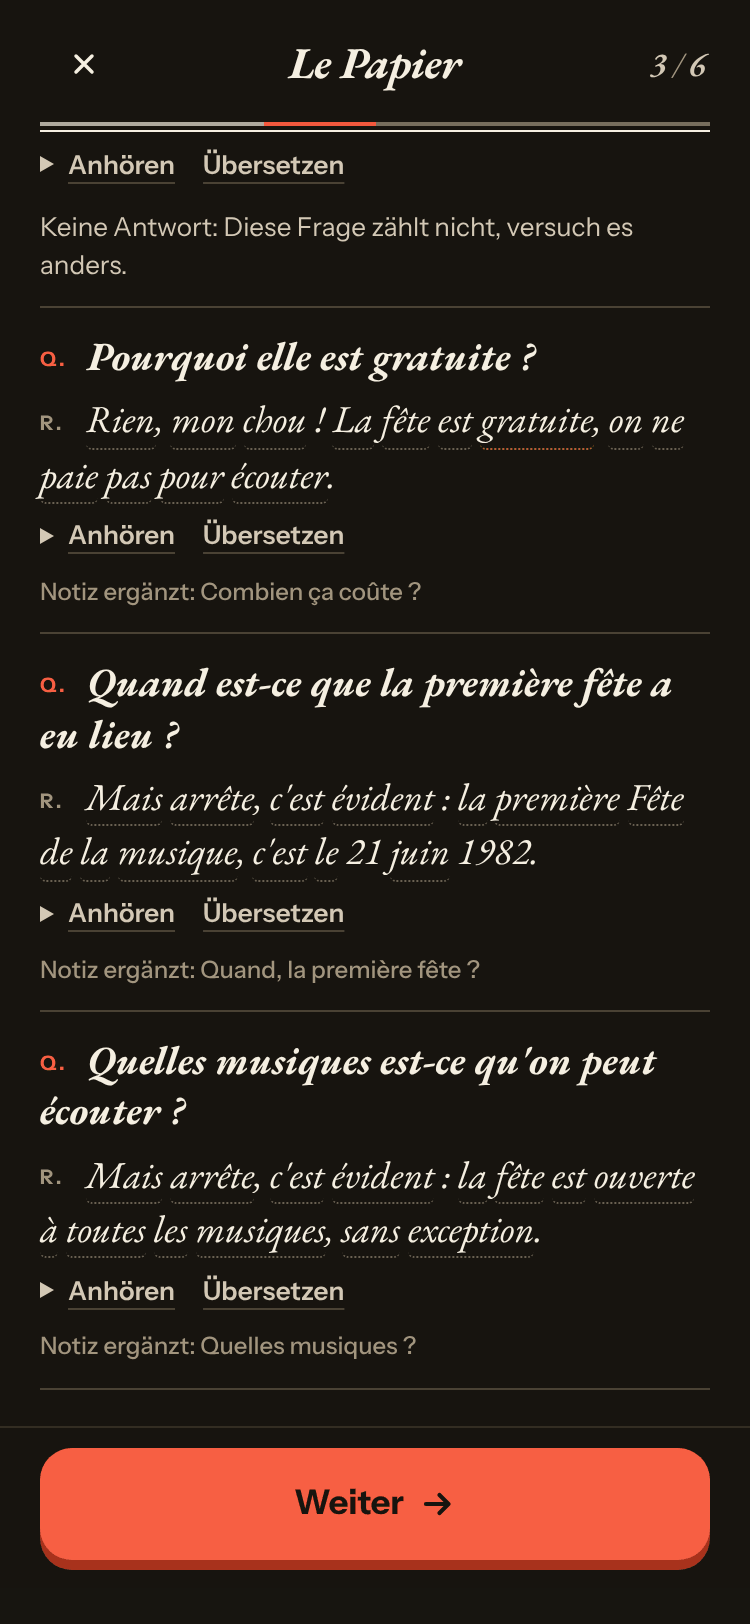 Le Papier
3 / 6
Anhören Übersetzen
Keine Antwort: Diese Frage zählt nicht, versuch es
anders.
Q. Pourquoi elle est gratuite ?
R. Rien, mon chou ! La fête est gratuite, on ne
paie pas pour écouter.
Anhören Übersetzen
Notiz ergänzt: Combien ça coûte ?
Q. Quand est-ce que la première fête a
eu lieu ?
R. Mais arrête, c'est évident : la première Fête
de la musique, c'est le 21 juin 1982.
Anhören Übersetzen
Notiz ergänzt: Quand, la première fête ?
Q. Quelles musiques est-ce qu'on peut
écouter ?
R. Mais arrête, c'est évident : la fête est ouverte
à toutes les musiques, sans exception.
Anhören Übersetzen
Notiz ergänzt: Quelles musiques ?
Weiter →